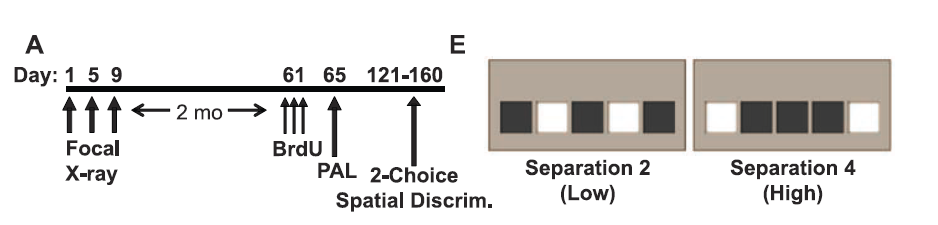 A
Day: 1 5 9 61 65 121-160
2 mo
Focal
X-ray
BrdU
PAL
2-Choice
Spatial Discrim.
E
Separation 2
(Low)
Separation 4
(High)